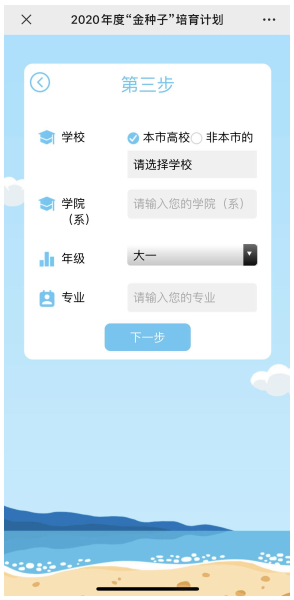 2020年度“金种子”培育计划
第三步
学校
本市高校 非本市的
请选择学校
学院
（系）
请输入您的学院（系）
年级
大一
专业
请输入您的专业
下一步